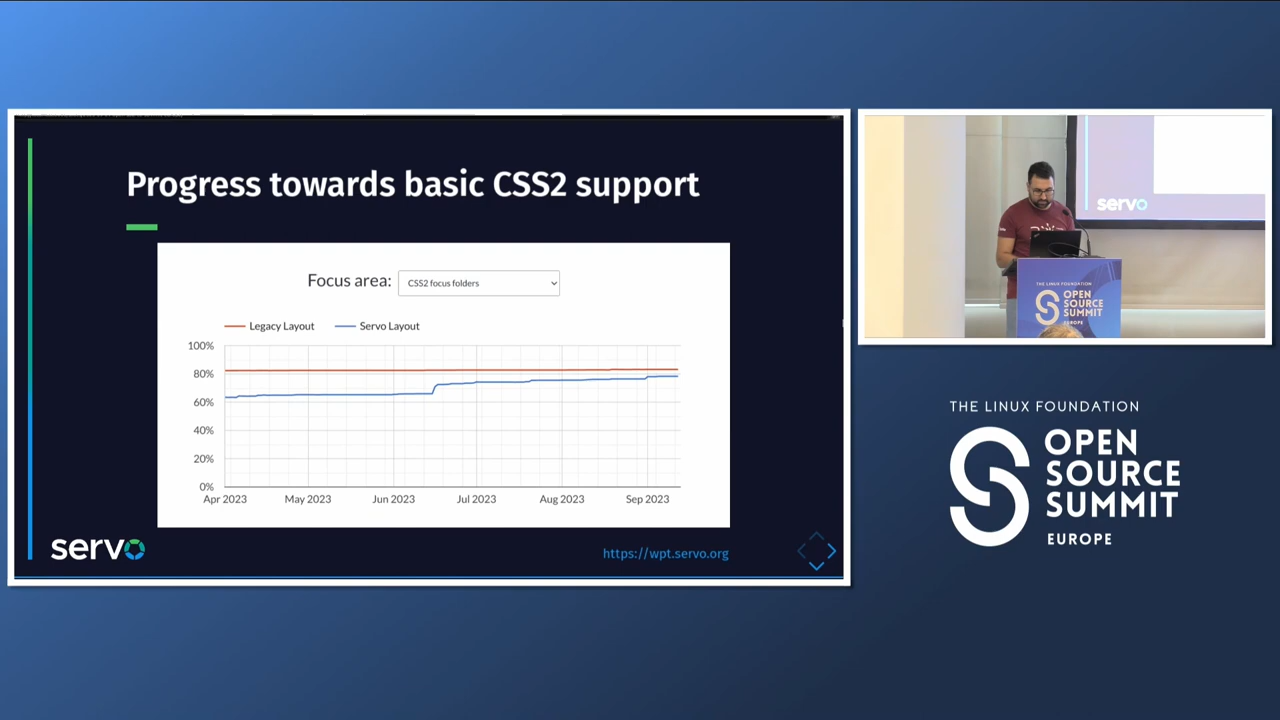 Progress towards basic CSS2 support
Focus area:
CSS2 focus folders
Legacy Layout
Servo Layout
100%
80%
60%
40%
20%
0%
Apr 2023
May 2023
Jun 2023
Jul 2023
Aug 2023
Sep 2023
servo
https://wpt.servo.org
servo
THE LINUX FOUNDATION
OPEN
SOURCE
SUMMIT
EUROPE
THE LINUX FOUNDATION
OPEN
SOURCE
SUMMIT
EUROPE